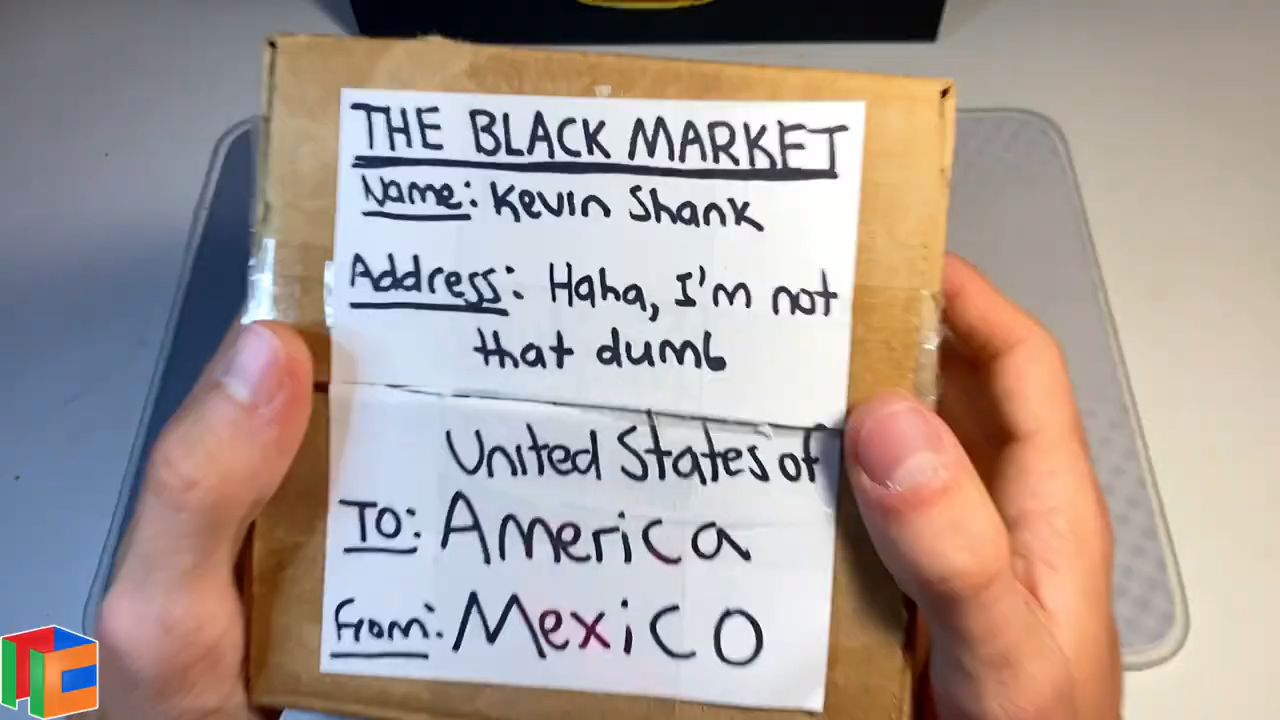 THE BLACK MARKET
Name: Kevin Shank
Address: Haha, I'm not
that dumb
United States of
To: America
From: Mexico